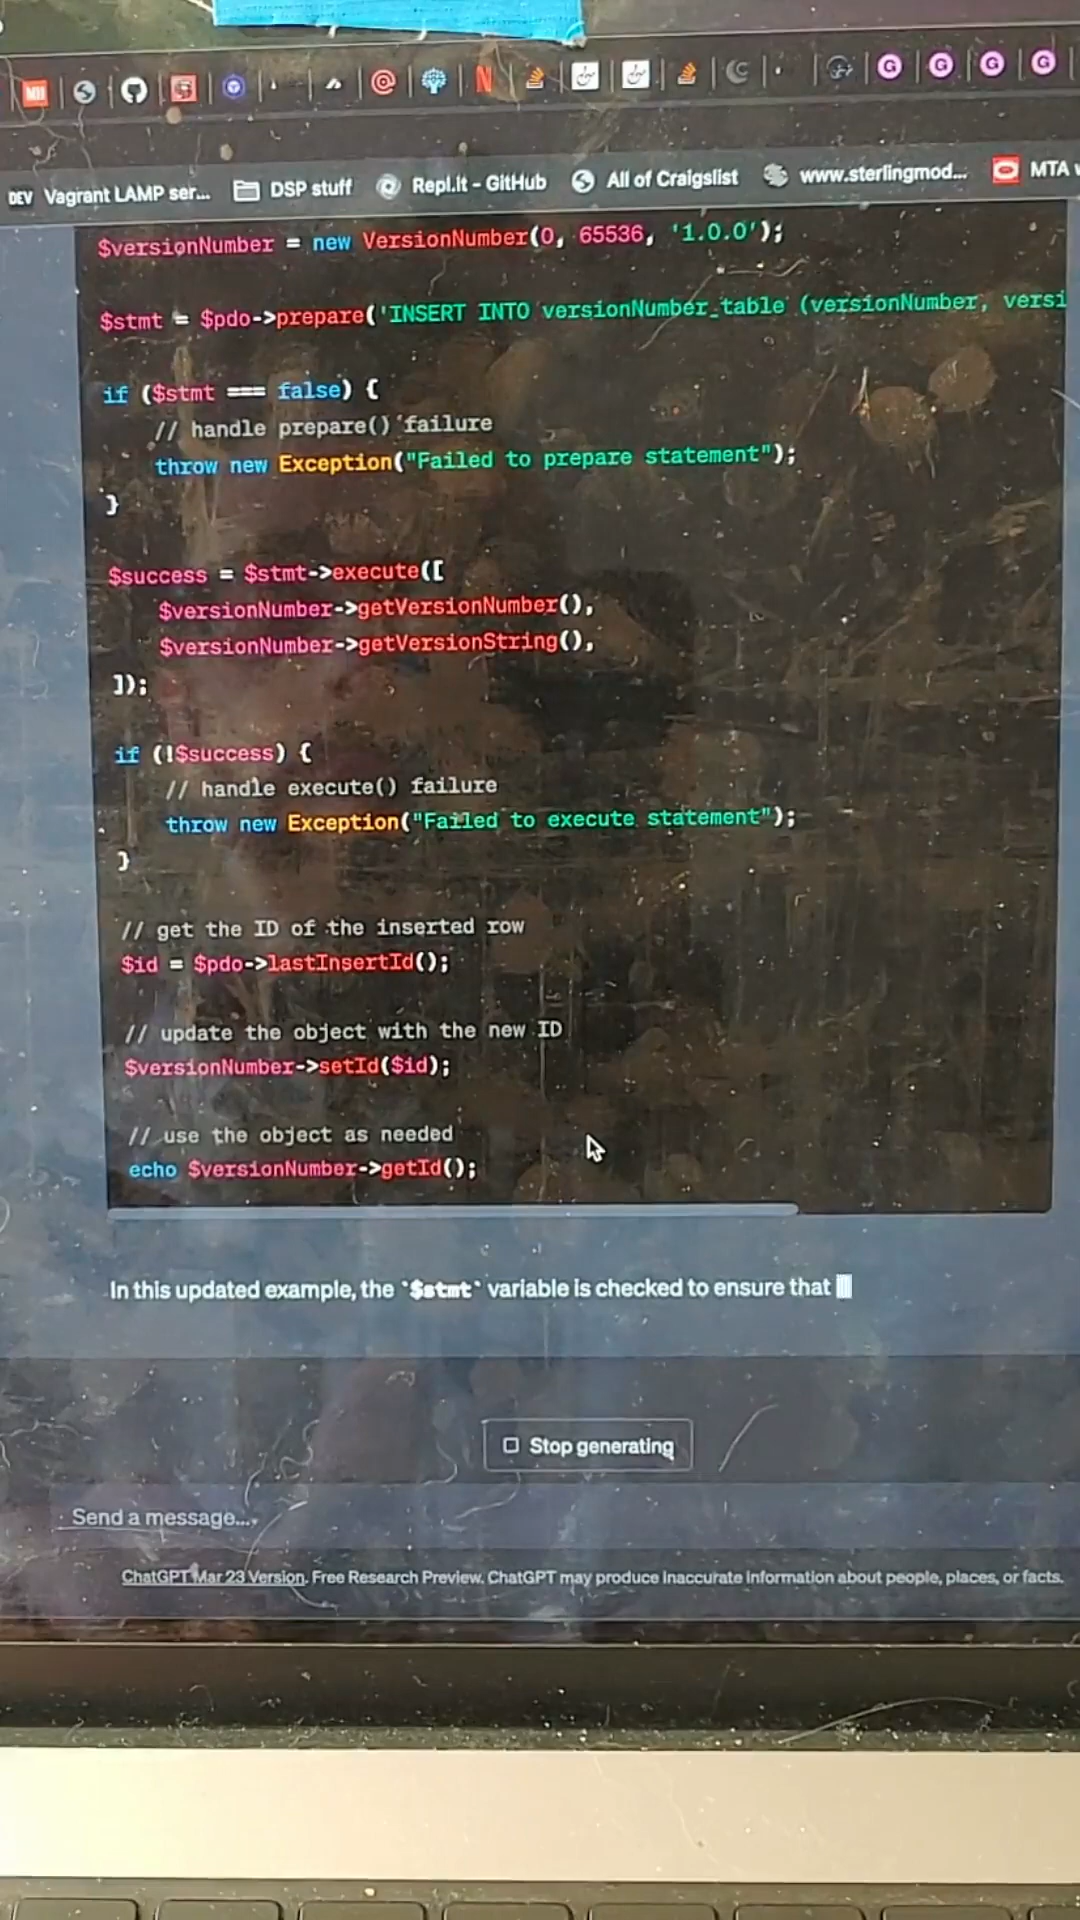 DEV Vagrant LAMP ser... DSP stuff Repl.it - GitHub All of Craigslist www.sterlingmod... MTA
$versionNumber = new VersionNumber(0, 65536, '1.0.0');
$stmt = $pdo->prepare('INSERT INTO versionNumber_table (versionNumber, versi
if ($stmt === false) {
// handle prepare() failure
throw new Exception("Failed to prepare statement");
}
$success = $stmt->execute([
$versionNumber->getVersionNumber(),
$versionNumber->getVersionString(),
]);
if (!$success) {
// handle execute() failure
throw new Exception("Failed to execute statement");
}
// get the ID of the inserted row
$id = $pdo->lastInsertId();
// update the object with the new ID
$versionNumber->setId($id);
// use the object as needed
echo $versionNumber->getId();
In this updated example, the `$stmt` variable is checked to ensure that
Stop generating
Send a message...
ChatGPT Mar 23 Version. Free Research Preview. ChatGPT may produce inaccurate information about people, places, or facts.